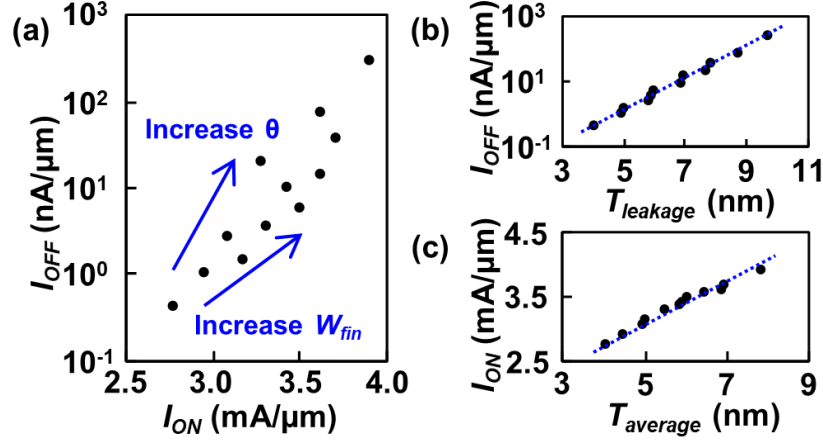 (a)
I_OFF (nA/μm)
10³
10²
10¹
10⁰
10⁻¹
Increase θ
Increase W_fin
2.5 3.0 3.5 4.0
I_ON (mA/μm)
(b)
I_OFF (nA/μm)
10³
10¹
10⁻¹
3 5 7 9 11
T_leakage (nm)
(c)
I_ON (mA/μm)
4.5
3.5
2.5
3 5 7 9
T_average (nm)